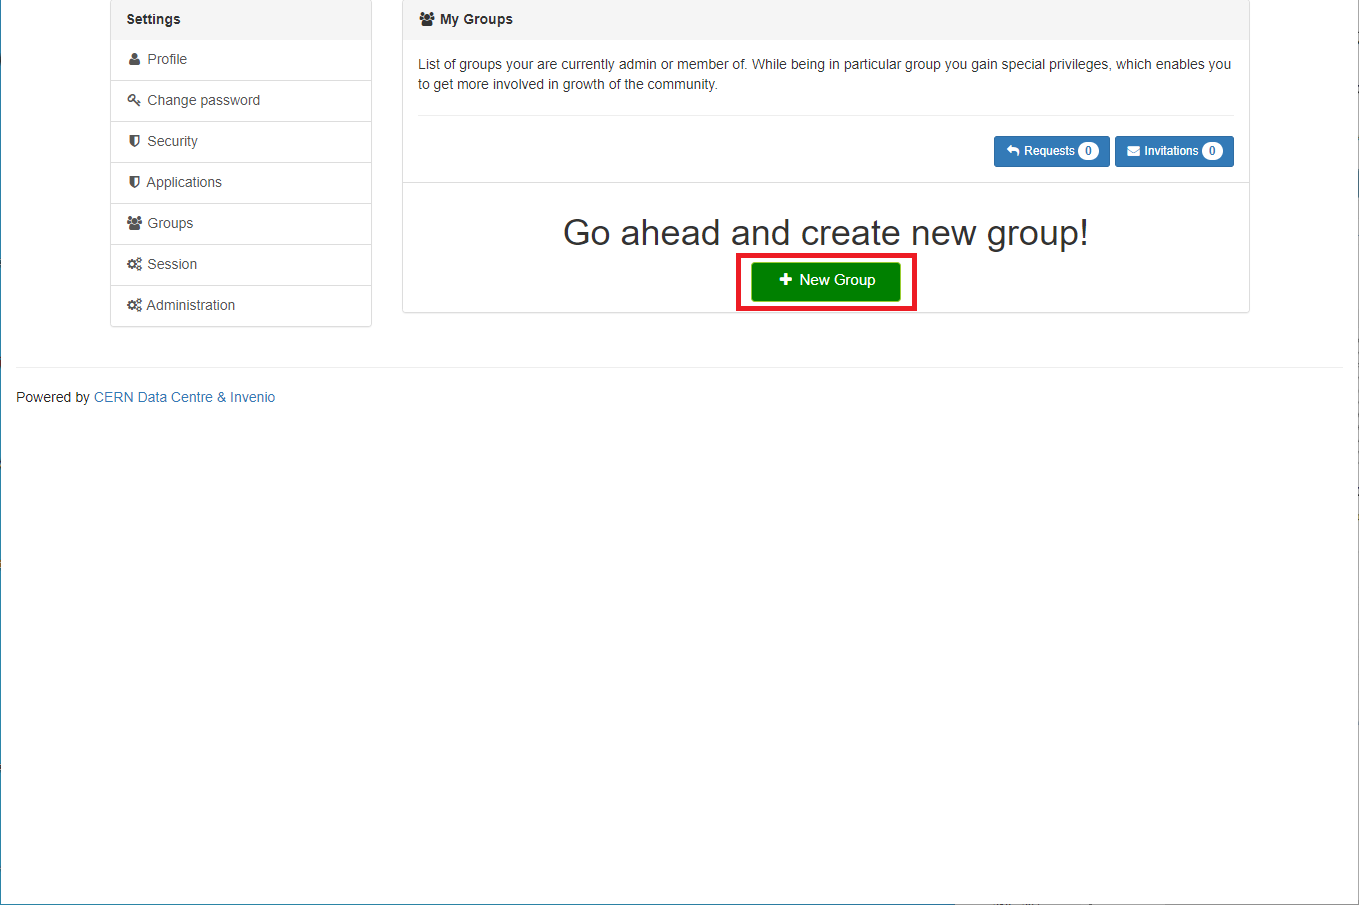 Settings
Profile
Change password
Security
Applications
Groups
Session
Administration
My Groups
List of groups your are currently admin or member of. While being in particular group you gain special privileges, which enables you
to get more involved in growth of the community.
Requests 0
Invitations 0
Go ahead and create new group!
New Group
Powered by CERN Data Centre & Invenio